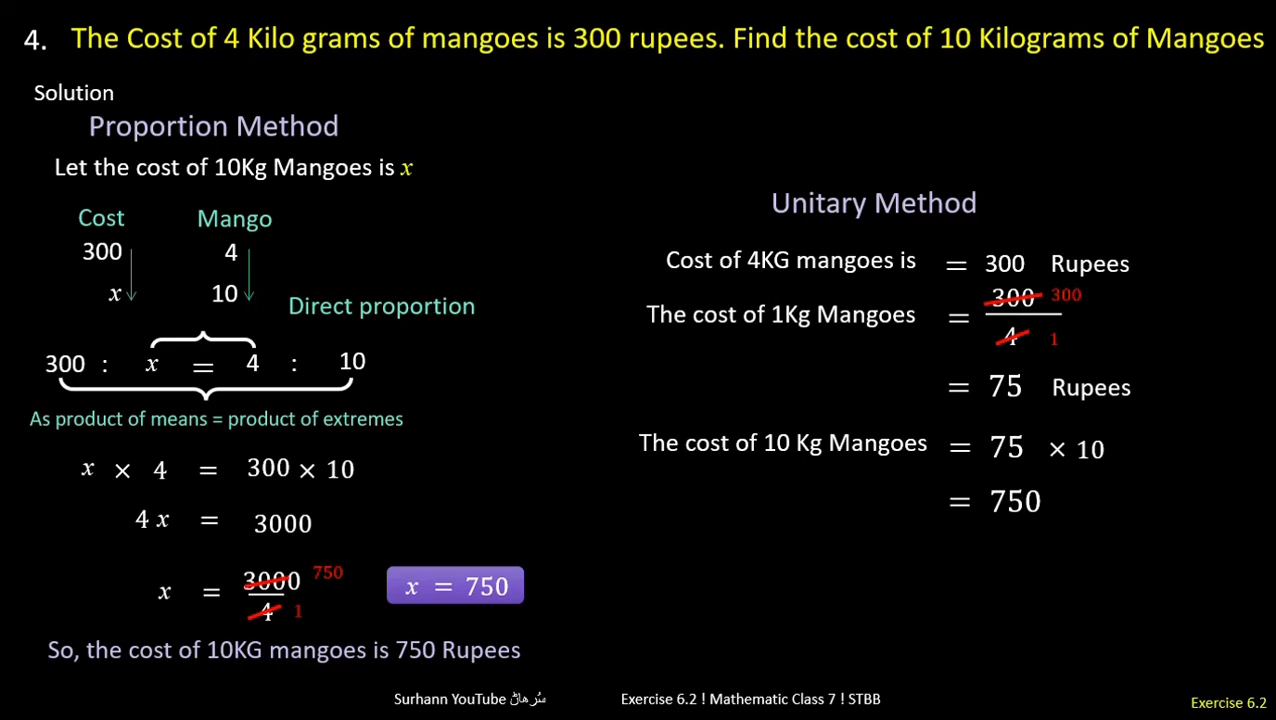 4. The Cost of 4 Kilo grams of mangoes is 300 rupees. Find the cost of 10 Kilograms of Mangoes
Solution
Proportion Method
Let the cost of 10Kg Mangoes is x
Cost Mango
300 4
x 10
Direct proportion
300 : x = 4 : 10
As product of means = product of extremes
x × 4 = 300 × 10
4 x = 3000
x = 3000 750
4 1
x = 750
So, the cost of 10KG mangoes is 750 Rupees
Unitary Method
Cost of 4KG mangoes is = 300 Rupees
The cost of 1Kg Mangoes = 300 300
4 1
= 75 Rupees
The cost of 10 Kg Mangoes = 75 × 10
= 750
Surhann YouTube سُرهاڻ
Exercise 6.2 ! Mathematic Class 7 ! STBB
Exercise 6.2